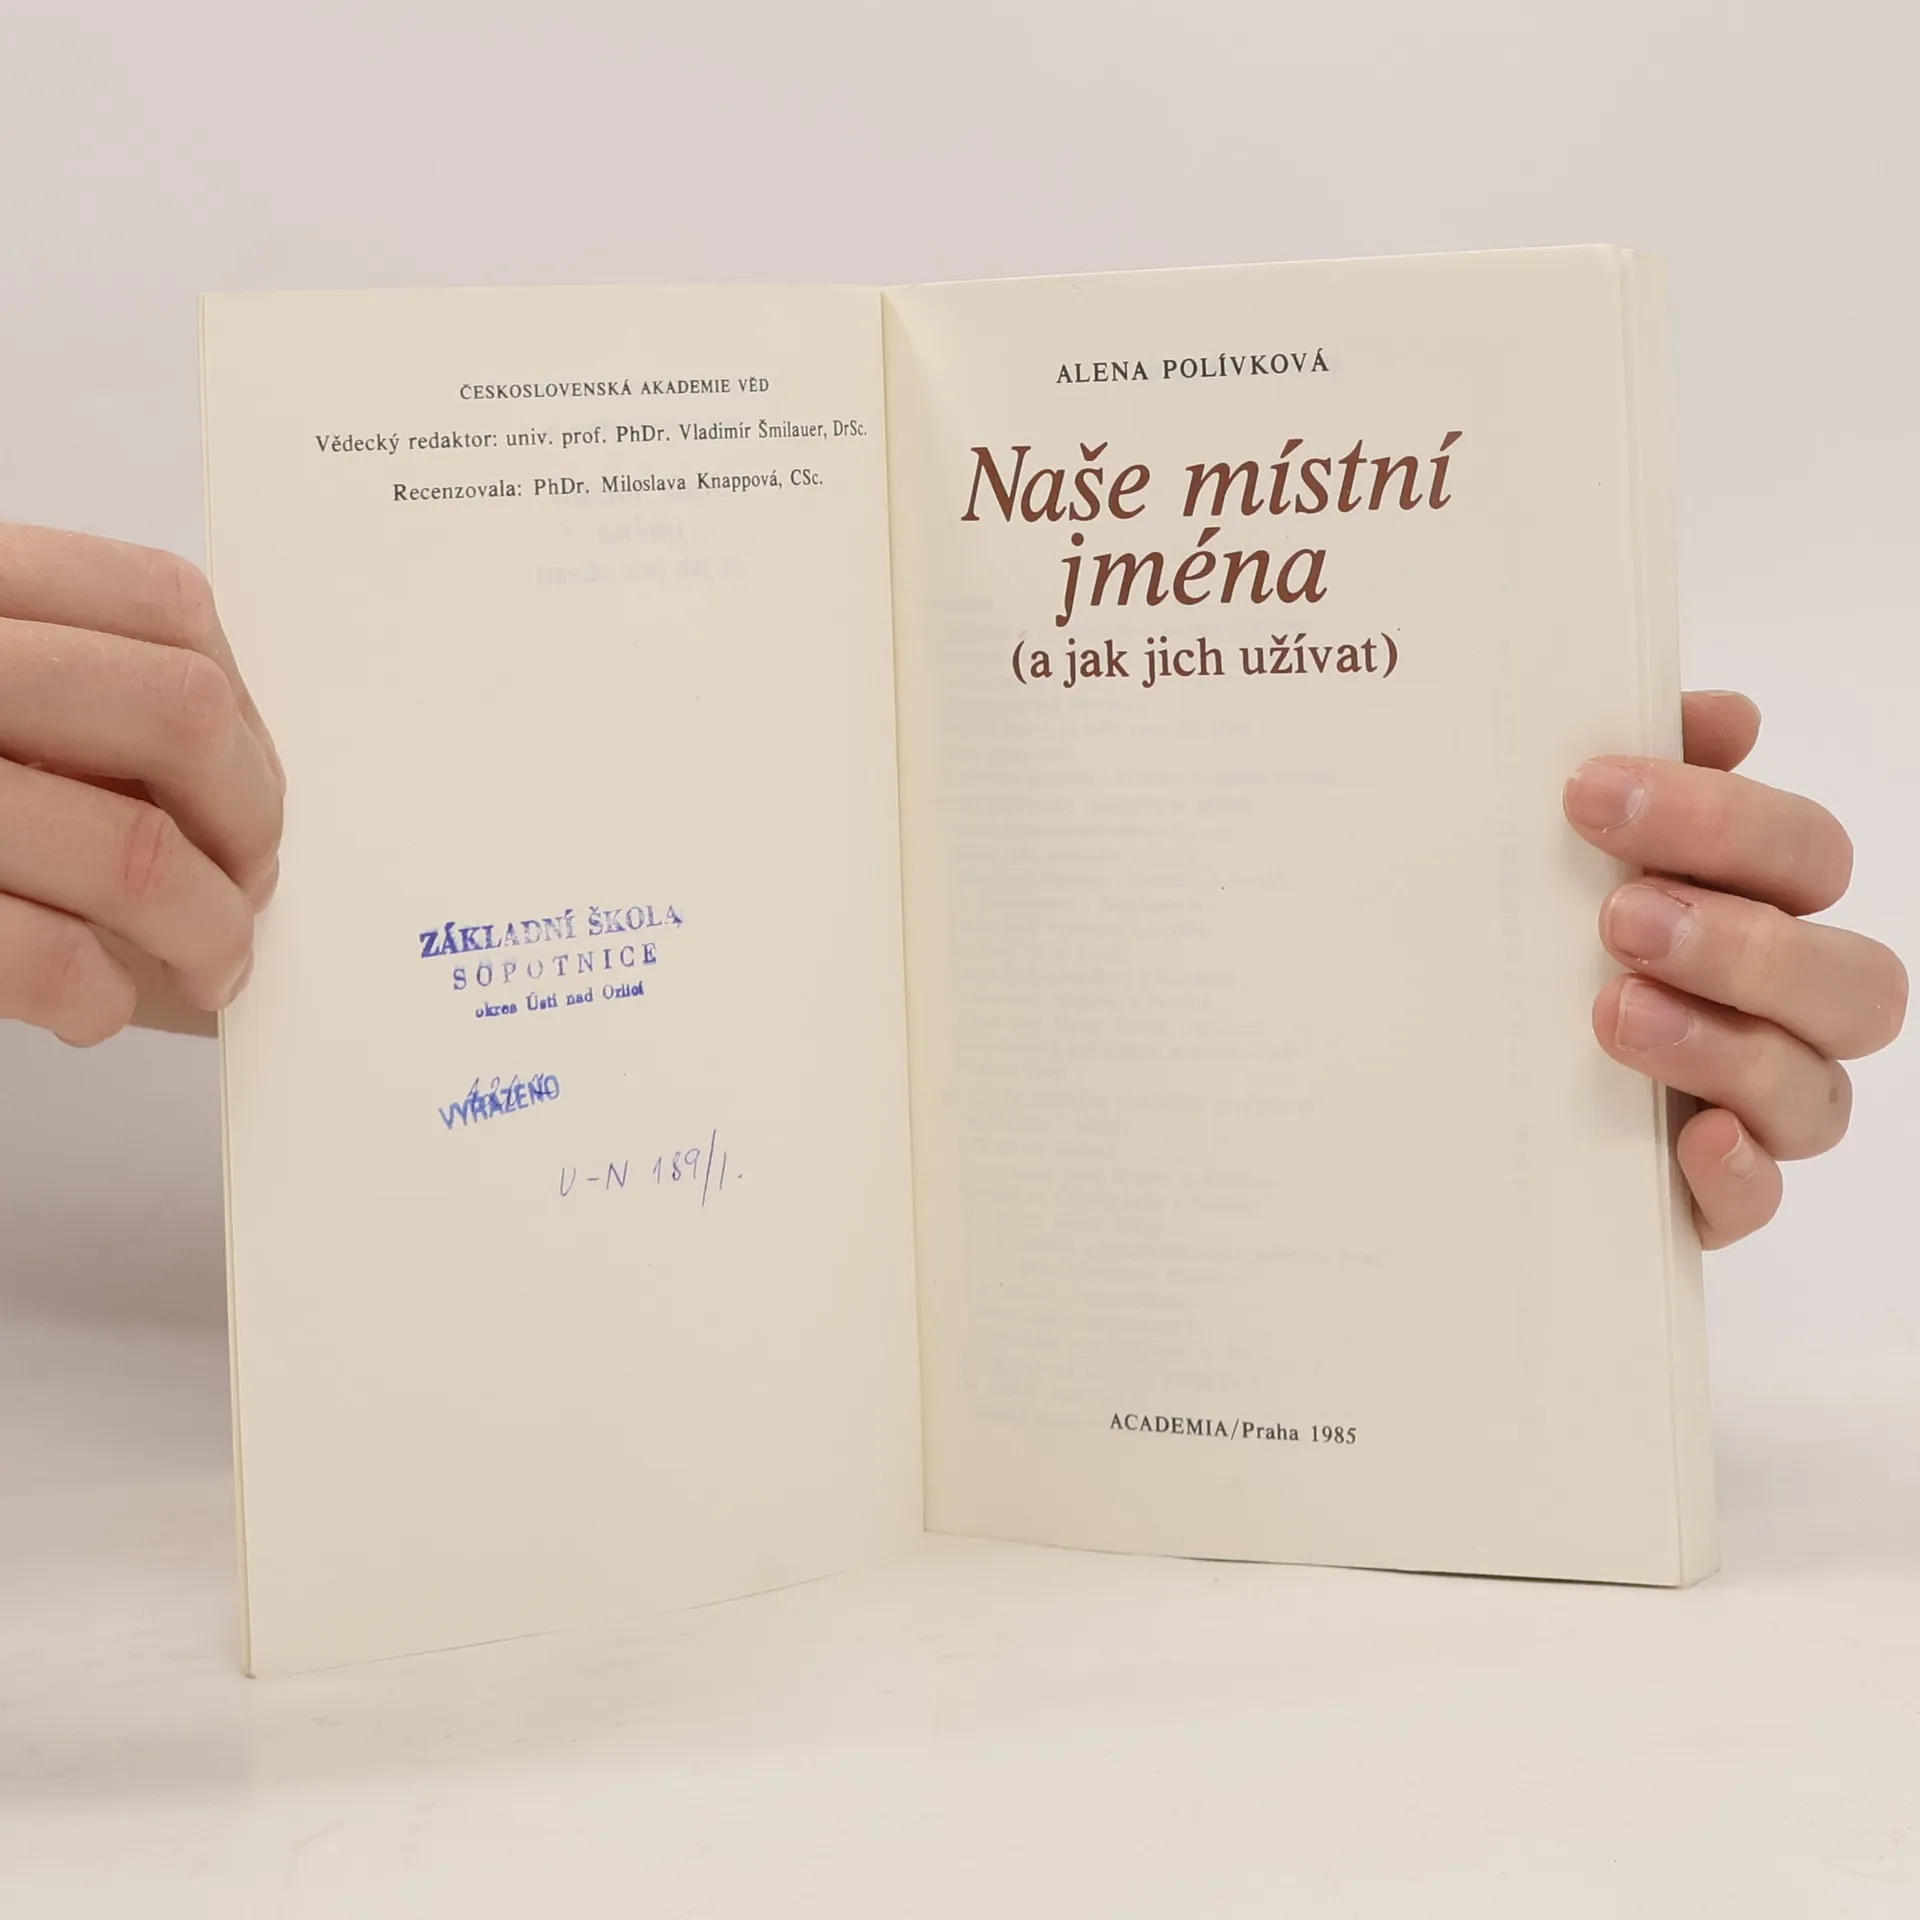 ČESKOSLOVENSKÁ AKADEMIE VĚD
Vědecký redaktor: univ. prof. PhDr. Vladimír Šmilauer, DrSc.
Recenzovala: PhDr. Miloslava Knappová, CSc.
ZÁKLADNÍ ŠKOLA
SOPOTNICE
okres Ústí nad Orlicí
VYŘAZENO
U-N 189/1.
ALENA POLÍVKOVÁ
Naše místní
jména
(a jak jich užívat)
ACADEMIA/Praha 1985